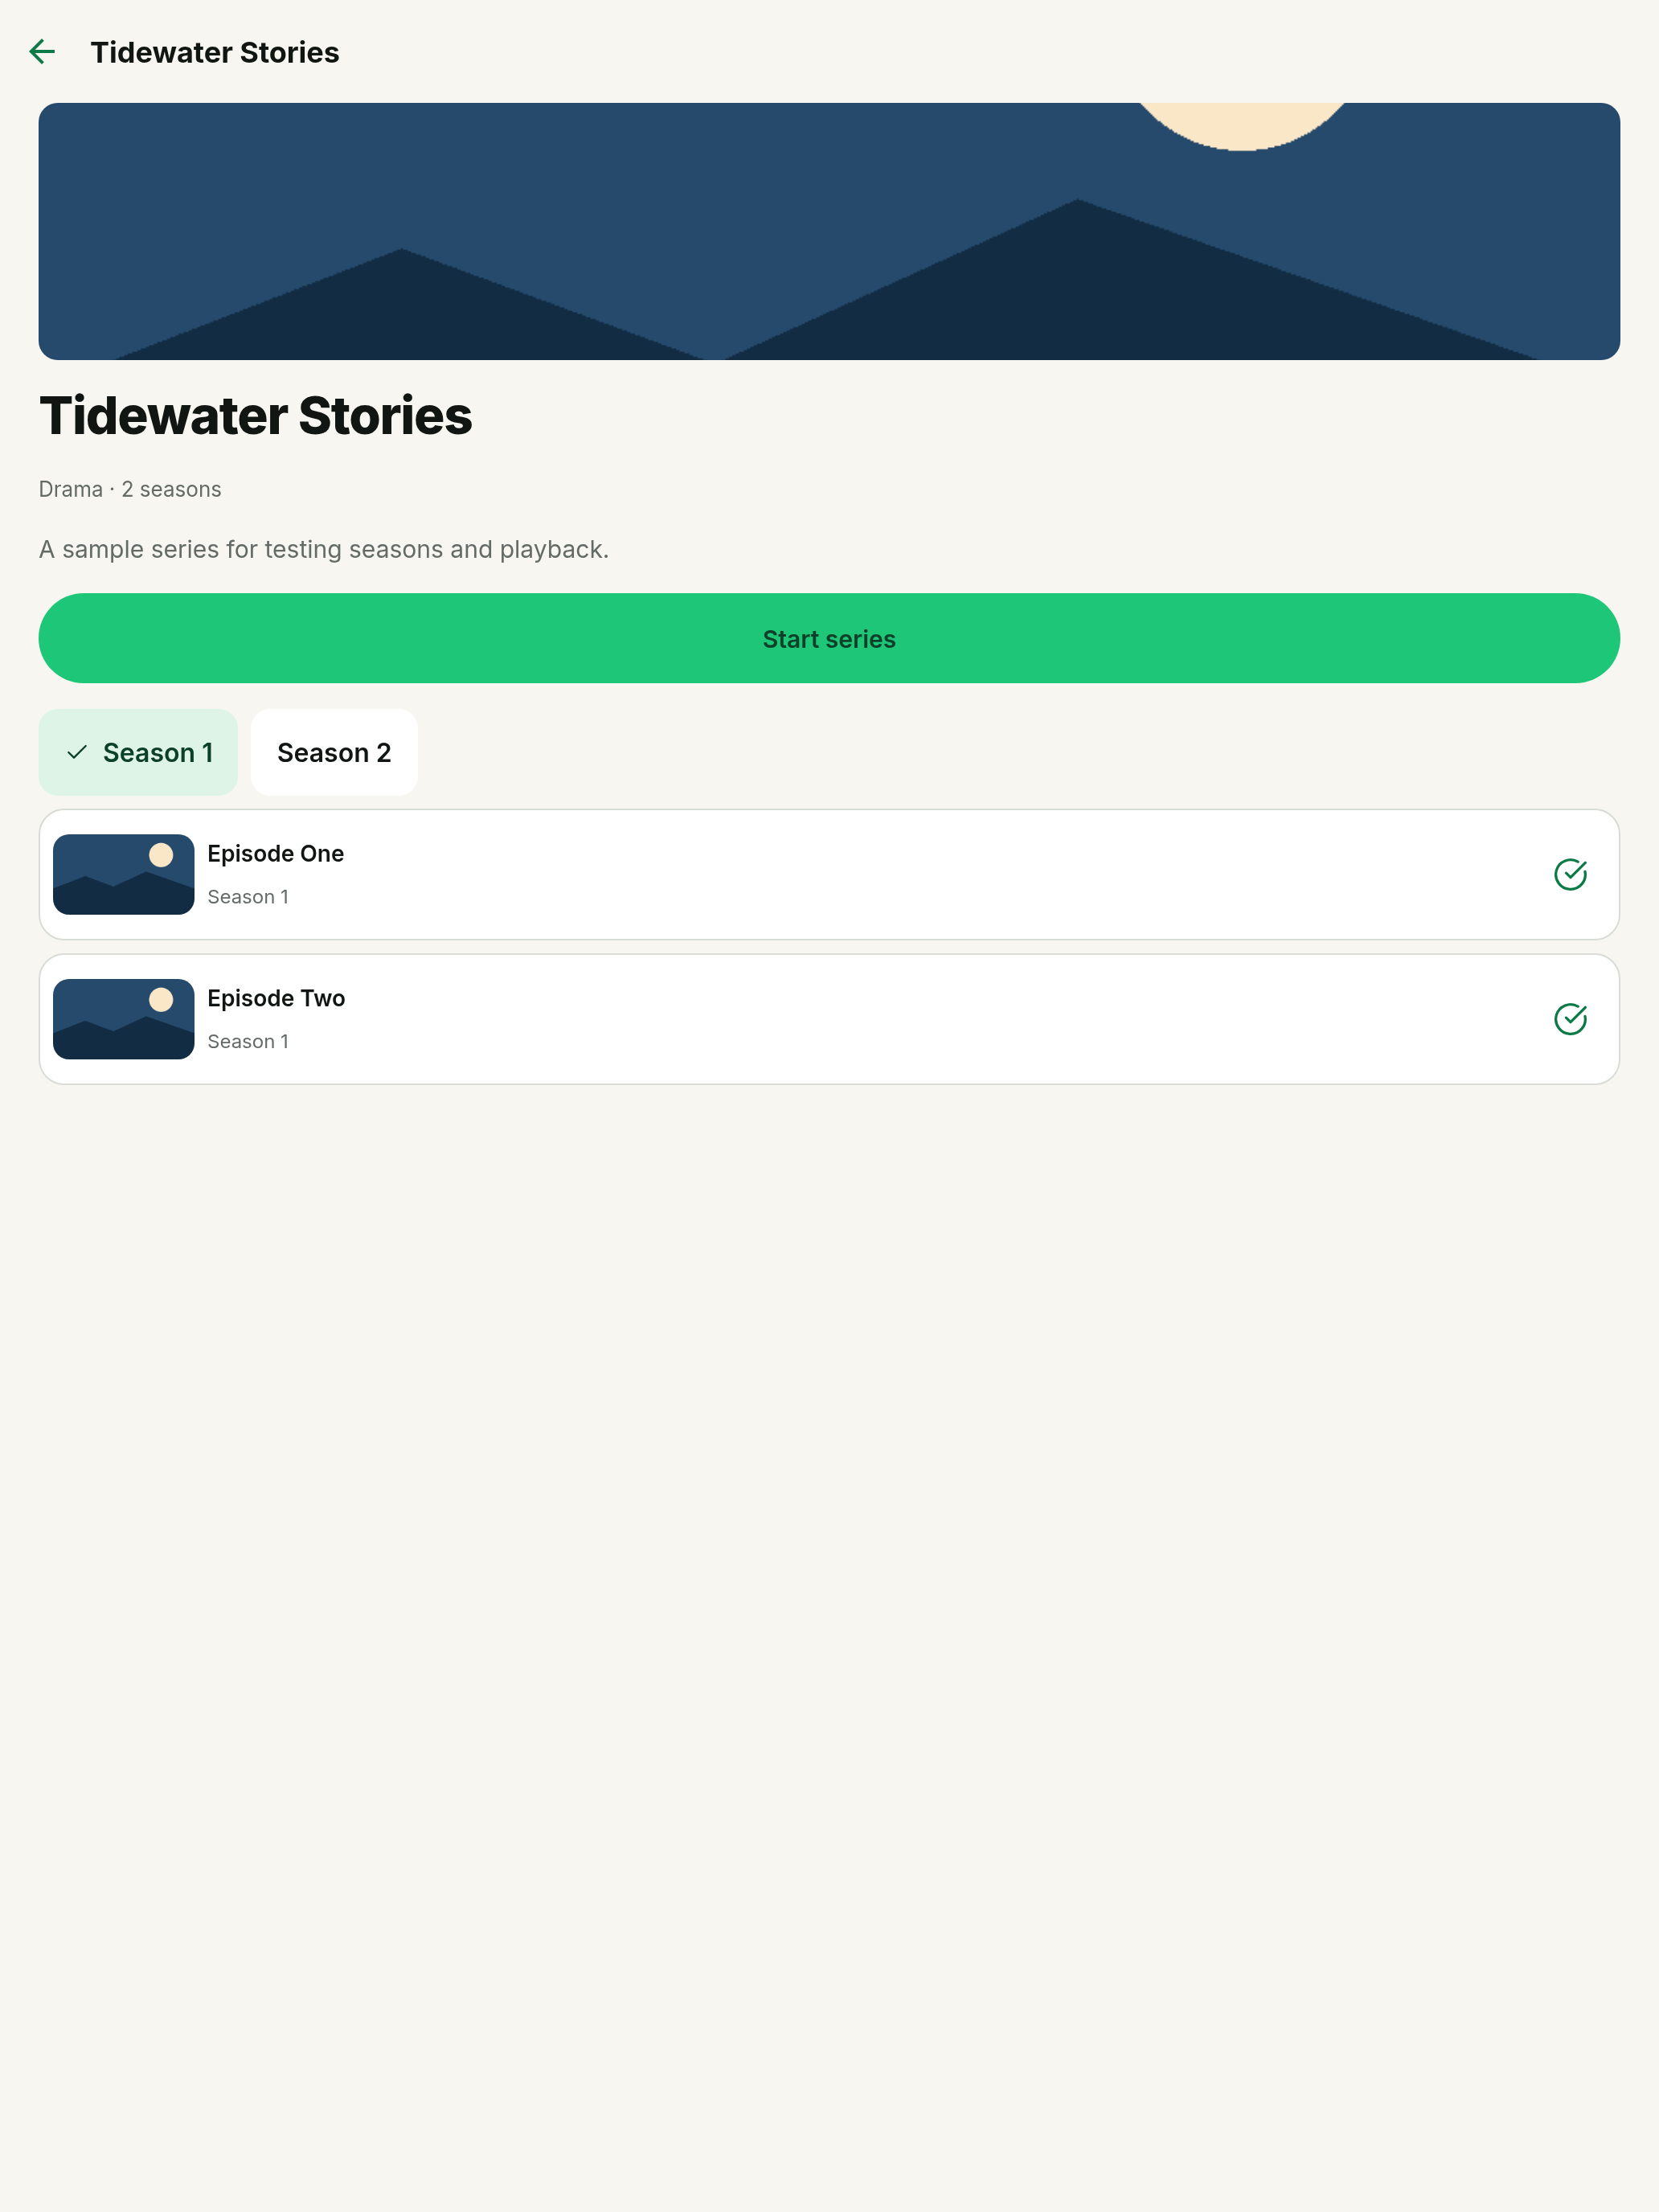 Tidewater Stories
Tidewater Stories
Drama · 2 seasons
A sample series for testing seasons and playback.
Start series
Season 1
Season 2
Episode One
Season 1
Episode Two
Season 1